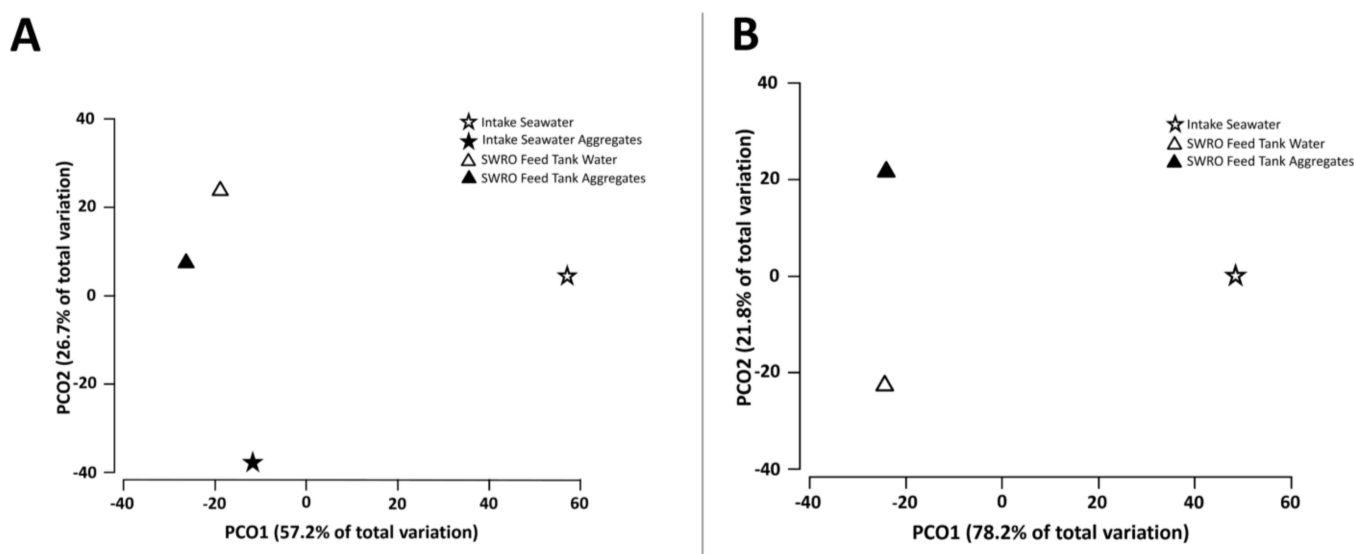 A
40
20
0
-20
-40
PCO2 (26.7% of total variation)
Intake Seawater
Intake Seawater Aggregates
SWRO Feed Tank Water
SWRO Feed Tank Aggregates
-40 -20 0 20 40 60
PCO1 (57.2% of total variation)
B
40
20
0
-20
-40
PCO2 (21.8% of total variation)
Intake Seawater
SWRO Feed Tank Water
SWRO Feed Tank Aggregates
-40 -20 0 20 40 60
PCO1 (78.2% of total variation)